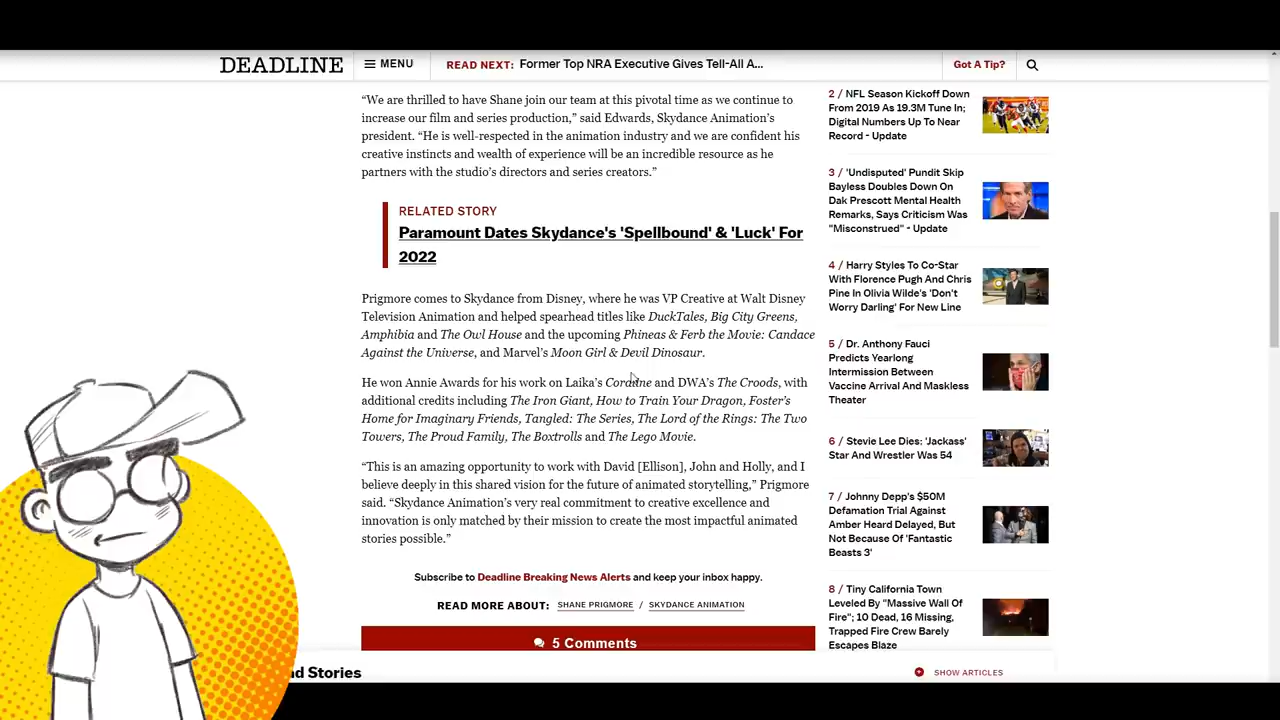 DEADLINE
MENU
READ NEXT: Former Top NRA Executive Gives Tell-All A...
Got A Tip?
“We are thrilled to have Shane join our team at this pivotal time as we continue to
increase our film and series production,” said Edwards, Skydance Animation’s
president. “He is well-respected in the animation industry and we are confident his
creative instincts and wealth of experience will be an incredible resource as he
partners with the studio’s directors and series creators.”
RELATED STORY
Paramount Dates Skydance's 'Spellbound' & 'Luck' For
2022
Prigmore comes to Skydance from Disney, where he was VP Creative at Walt Disney
Television Animation and helped spearhead titles like DuckTales, Big City Greens,
Amphibia and The Owl House and the upcoming Phineas & Ferb the Movie: Candace
Against the Universe, and Marvel’s Moon Girl & Devil Dinosaur.
He won Annie Awards for his work on Laika’s Coraline and DWA’s The Croods, with
additional credits including The Iron Giant, How to Train Your Dragon, Foster’s
Home for Imaginary Friends, Tangled: The Series, The Lord of the Rings: The Two
Towers, The Proud Family, The Boxtrolls and The Lego Movie.
“This is an amazing opportunity to work with David [Ellison], John and Holly, and I
believe deeply in this shared vision for the future of animated storytelling,” Prigmore
said. “Skydance Animation’s very real commitment to creative excellence and
innovation is only matched by their mission to create the most impactful animated
stories possible.”
Subscribe to Deadline Breaking News Alerts and keep your inbox happy.
READ MORE ABOUT: SHANE PRIGMORE / SKYDANCE ANIMATION
5 Comments
2 / NFL Season Kickoff Down
From 2019 As 19.3M Tune In;
Digital Numbers Up To Near
Record - Update
3 / 'Undisputed' Pundit Skip
Bayless Doubles Down On
Dak Prescott Mental Health
Remarks, Says Criticism Was
"Misconstrued" - Update
4 / Harry Styles To Co-Star
With Florence Pugh And Chris
Pine In Olivia Wilde's 'Don't
Worry Darling' For New Line
5 / Dr. Anthony Fauci
Predicts Yearlong
Intermission Between
Vaccine Arrival And Maskless
Theater
6 / Stevie Lee Dies: 'Jackass'
Star And Wrestler Was 54
7 / Johnny Depp's $50M
Defamation Trial Against
Amber Heard Delayed, But
Not Because Of 'Fantastic
Beasts 3'
8 / Tiny California Town
Leveled By "Massive Wall Of
Fire"; 10 Dead, 16 Missing,
Trapped Fire Crew Barely
Escapes Blaze
Stories
SHOW ARTICLES